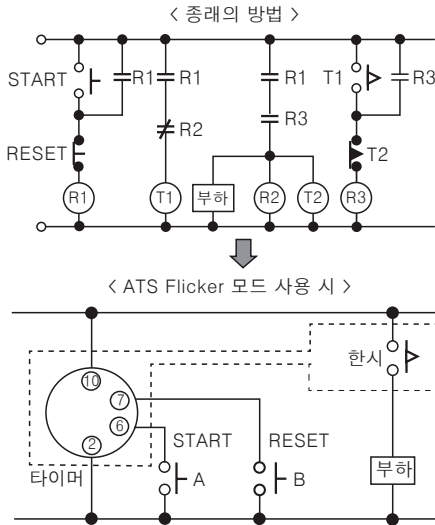 < 종래의 방법 >
START R1 R1 R1 T1 R3
R2 R3
RESET T2
R1 T1 부하 R2 T2 R3
< ATS Flicker 모드 사용 시 >
한시
10
7
6
2
START RESET
타이머 A B 부하